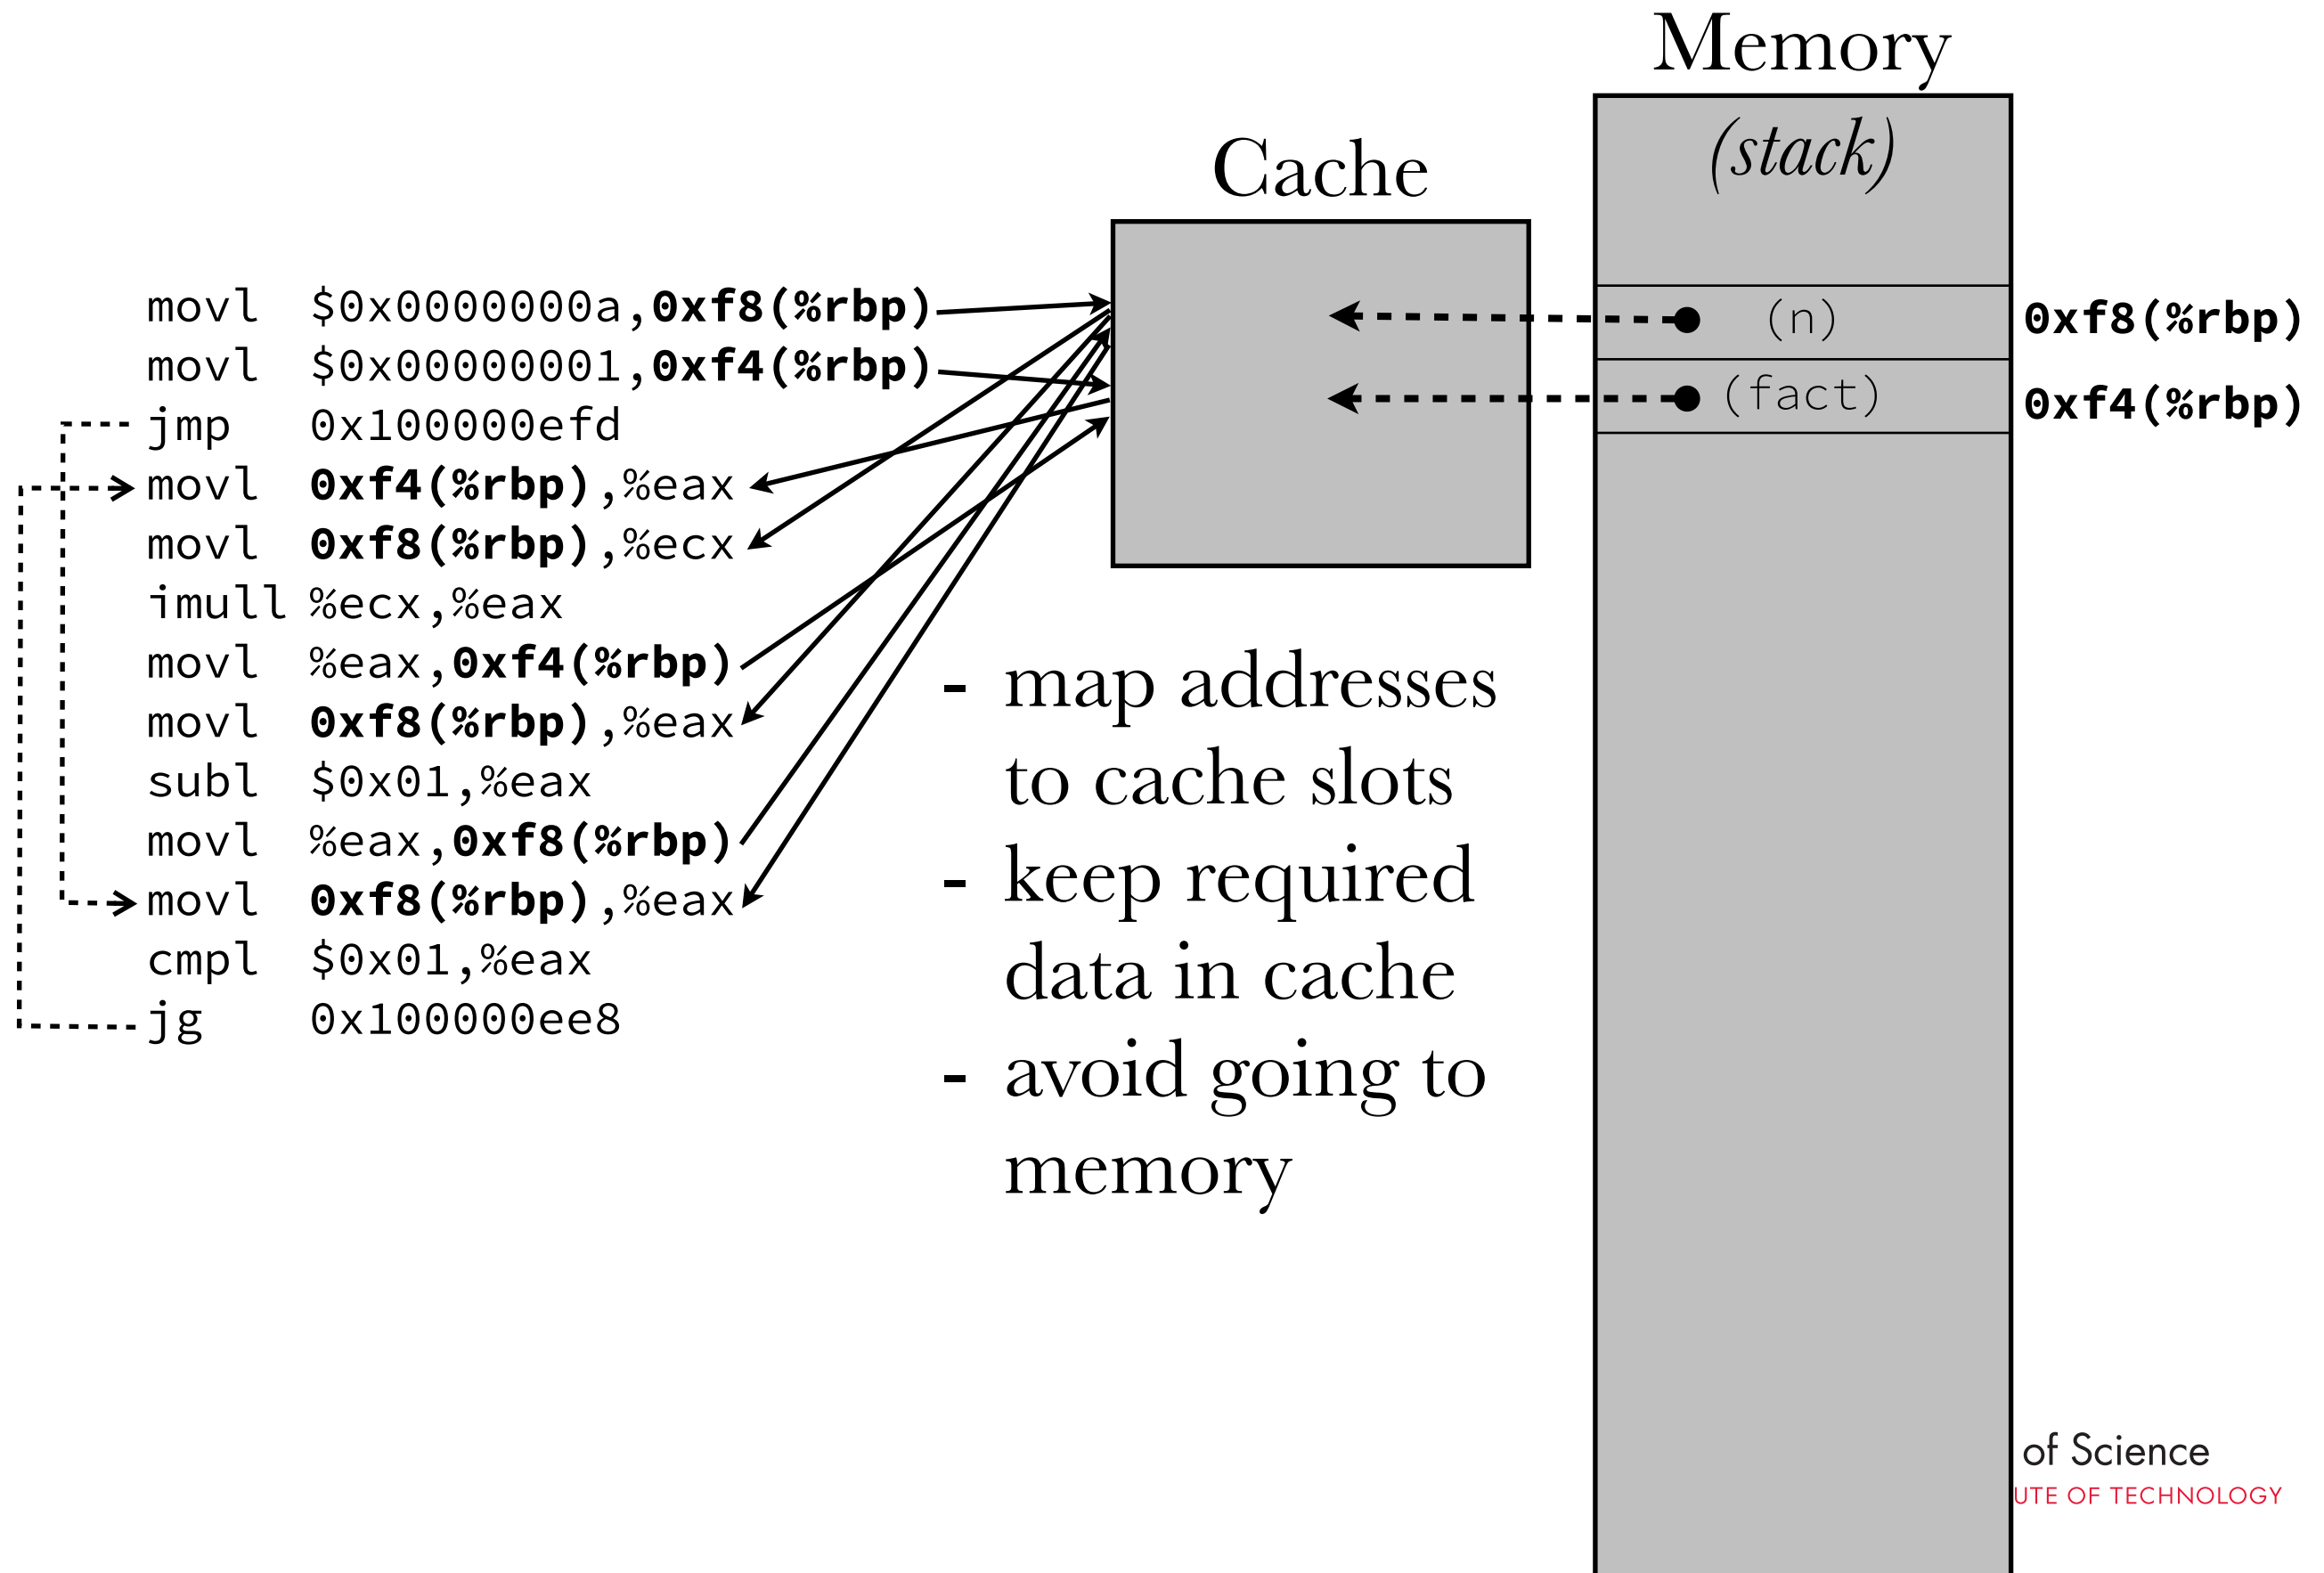 Memory
(stack)
Cache
movl $0x0000000a,0xf8(%rbp)
movl $0x00000001,0xf4(%rbp)
jmp 0x100000efd
movl 0xf4(%rbp),%eax
movl 0xf8(%rbp),%ecx
imull %ecx,%eax
movl %eax,0xf4(%rbp)
movl 0xf8(%rbp),%eax
subl $0x01,%eax
movl %eax,0xf8(%rbp)
movl 0xf8(%rbp),%eax
cmpl $0x01,%eax
jg 0x100000ee8
(n)
0xf8(%rbp)
(fact)
0xf4(%rbp)
- map addresses
to cache slots
- keep required
data in cache
- avoid going to
memory
of Science
UTE OF TECHNOLOGY